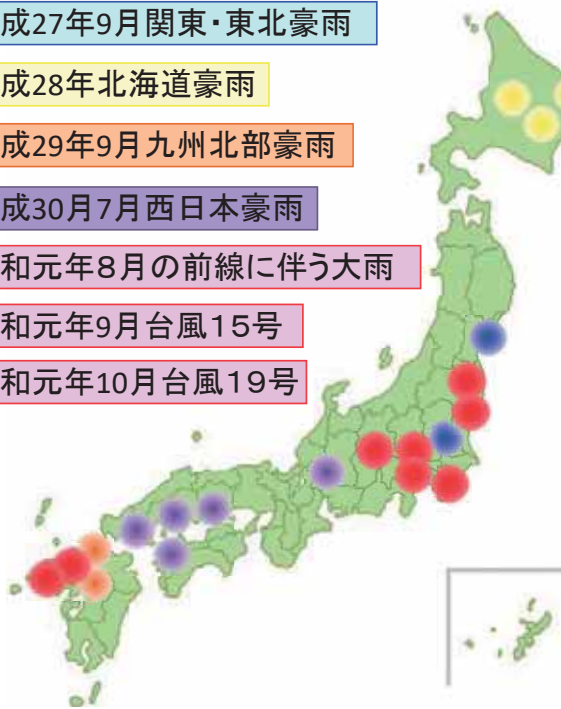 成27年9月関東・東北豪雨
成28年北海道豪雨
成29年9月九州北部豪雨
成30月7月西日本豪雨
和元年８月の前線に伴う大雨
和元年9月台風１５号
和元年10月台風１９号